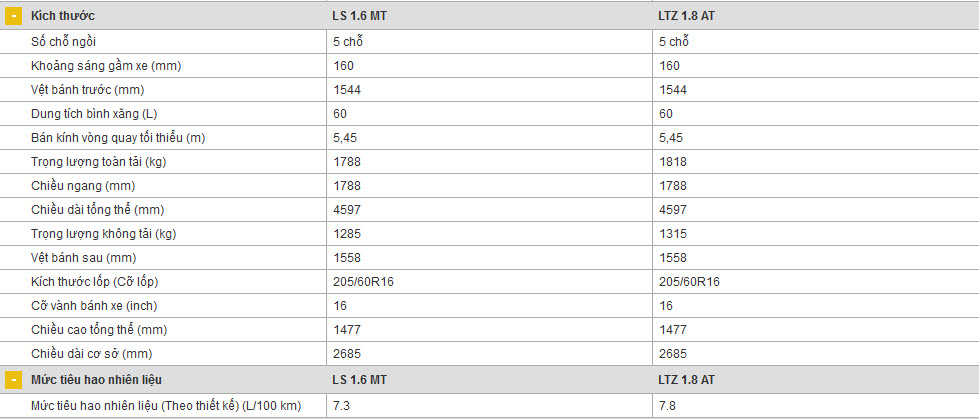 - Kích thước LS 1.6 MT LTZ 1.8 AT
Số chỗ ngồi 5 chỗ 5 chỗ
Khoảng sáng gầm xe (mm) 160 160
Vệt bánh trước (mm) 1544 1544
Dung tích bình xăng (L) 60 60
Bán kính vòng quay tối thiểu (m) 5,45 5,45
Trọng lượng toàn tải (kg) 1788 1818
Chiều ngang (mm) 1788 1788
Chiều dài tổng thể (mm) 4597 4597
Trọng lượng không tải (kg) 1285 1315
Vệt bánh sau (mm) 1558 1558
Kích thước lốp (Cỡ lốp) 205/60R16 205/60R16
Cỡ vành bánh xe (inch) 16 16
Chiều cao tổng thể (mm) 1477 1477
Chiều dài cơ sở (mm) 2685 2685
- Mức tiêu hao nhiên liệu LS 1.6 MT LTZ 1.8 AT
Mức tiêu hao nhiên liệu (Theo thiết kế) (L/100 km) 7.3 7.8